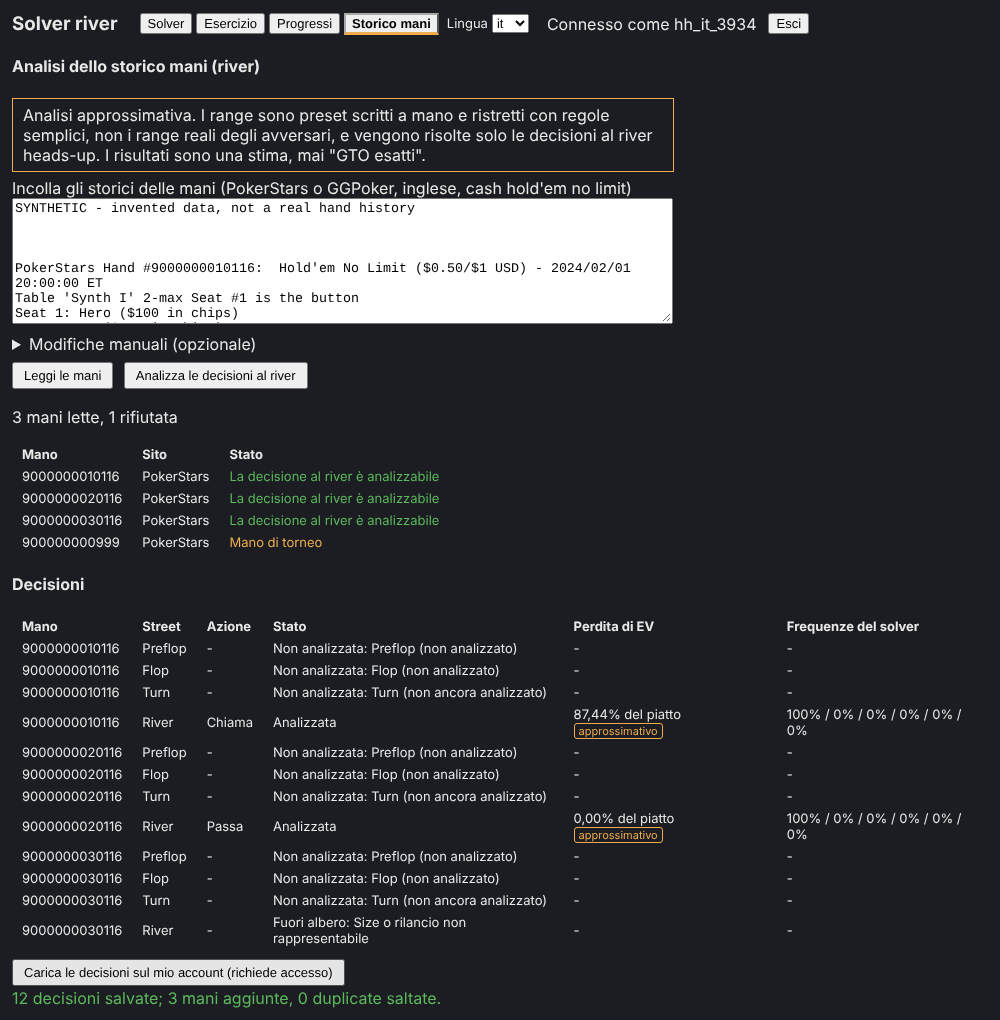 Solver river
Solver Esercizio Progressi Storico mani Lingua it Connesso come hh_it_3934 Esci
Analisi dello storico mani (river)
Analisi approssimativa. I range sono preset scritti a mano e ristretti con regole
semplici, non i range reali degli avversari, e vengono risolte solo le decisioni al river
heads-up. I risultati sono una stima, mai "GTO esatti".
Incolla gli storici delle mani (PokerStars o GGPoker, inglese, cash hold'em no limit)
SYNTHETIC - invented data, not a real hand history
PokerStars Hand #9000000010116:  Hold'em No Limit ($0.50/$1 USD) - 2024/02/01
20:00:00 ET
Table 'Synth I' 2-max Seat #1 is the button
Seat 1: Hero ($100 in chips)
Modifiche manuali (opzionale)
Leggi le mani Analizza le decisioni al river
3 mani lette, 1 rifiutata
Mano Sito Stato
9000000010116 PokerStars La decisione al river è analizzabile
9000000020116 PokerStars La decisione al river è analizzabile
9000000030116 PokerStars La decisione al river è analizzabile
900000000999 PokerStars Mano di torneo
Decisioni
Mano Street Azione Stato Perdita di EV Frequenze del solver
9000000010116 Preflop - Non analizzata: Preflop (non analizzato) - -
9000000010116 Flop - Non analizzata: Flop (non analizzato) - -
9000000010116 Turn - Non analizzata: Turn (non ancora analizzato) - -
9000000010116 River Chiama Analizzata 87,44% del piatto approssimativo 100% / 0% / 0% / 0% / 0% / 0%
9000000020116 Preflop - Non analizzata: Preflop (non analizzato) - -
9000000020116 Flop - Non analizzata: Flop (non analizzato) - -
9000000020116 Turn - Non analizzata: Turn (non ancora analizzato) - -
9000000020116 River Passa Analizzata 0,00% del piatto approssimativo 100% / 0% / 0% / 0% / 0% / 0%
9000000030116 Preflop - Non analizzata: Preflop (non analizzato) - -
9000000030116 Flop - Non analizzata: Flop (non analizzato) - -
9000000030116 Turn - Non analizzata: Turn (non ancora analizzato) - -
9000000030116 River - Fuori albero: Size o rilancio non rappresentabile - -
Carica le decisioni sul mio account (richiede accesso)
12 decisioni salvate; 3 mani aggiunte, 0 duplicate saltate.